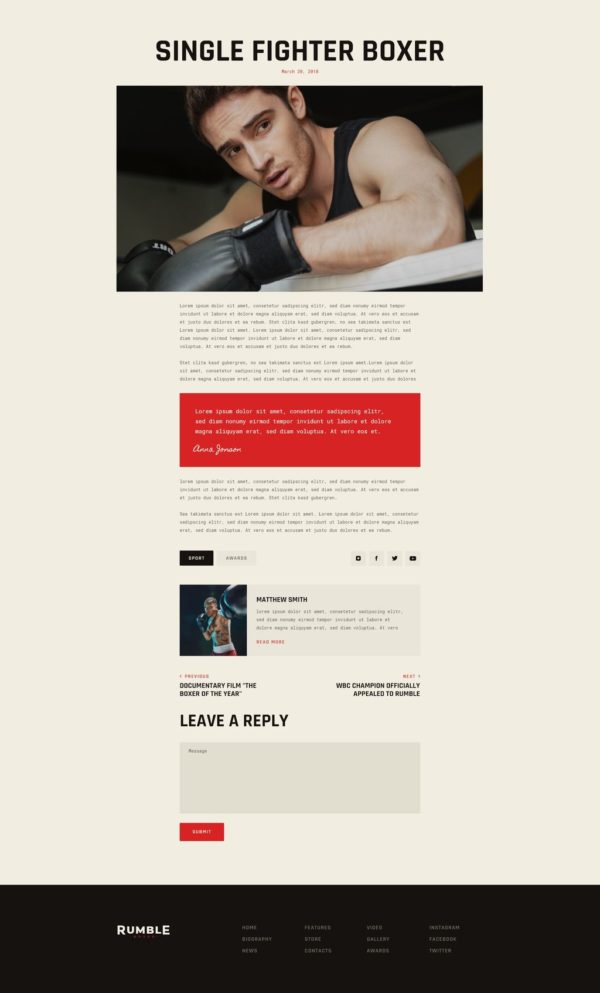 SINGLE FIGHTER BOXER
March 20, 2018
Lorem ipsum dolor sit amet, consetetur sadipscing elitr, sed diam nonumy eirmod tempor
invidunt ut labore et dolore magna aliquyam erat, sed diam voluptua. At vero eos et accusam
et justo duo dolores et ea rebum. Stet clita kasd gubergren, no sea takimata sanctus est
Lorem ipsum dolor sit amet. Lorem ipsum dolor sit amet, consetetur sadipscing elitr, sed
diam nonumy eirmod tempor invidunt ut labore et dolore magna aliquyam erat, sed diam
voluptua. At vero eos et accusam et justo duo dolores et ea rebum.
Stet clita kasd gubergren, no sea takimata sanctus est Lorem ipsum amet.Lorem ipsum dolor
sit amet, consetetur sadipscing elitr, sed diam nonumy eirmod tempor invidunt ut labore et
dolore magna aliquyam erat, sed diam voluptua. At vero eos et accusam et justo duo dolores
Lorem ipsum dolor sit amet, consetetur sadipscing elitr,
sed diam nonumy eirmod tempor invidunt ut labore et dolore
magna aliquyam erat, sed diam voluptua. At vero eos et.
Anna Jonson
lorem ipsum dolor sit amet, consetetur sadipscing elitr, sed diam nonumy eirmod tempor
invidunt ut labore et dolore magna aliquyam erat, sed diam voluptua. At vero eos et accusam
et justo duo dolores et ea rebum. Stet clita kasd gubergren.
Sea takimata sanctus est Lorem ipsum dolor sit amet. Lorem ipsum dolor sit amet, consetetur
sadipscing elitr, sed diam nonumy eirmod tempor invidunt ut labore et dolore magna aliquyam
erat, sed diam voluptua. At vero eos et accusam et justo duo dolores et ea rebum.
SPORT AWARDS
MATTHEW SMITH
lorem ipsum dolor sit amet, consetetur sadipscing elitr,
sed diam nonumy eirmod tempor invidunt ut labore et
dolore magna aliquyam erat, sed diam voluptua. At vero
READ MORE
PREVIOUS NEXT
DOCUMENTARY FILM "THE WBC CHAMPION OFFICIALLY
BOXER OF THE YEAR" APPEALED TO RUMBLE
LEAVE A REPLY
Message
SUBMIT
RUMBLE
HOME FEATURES VIDEO INSTAGRAM
BIOGRAPHY STORE GALLERY FACEBOOK
NEWS CONTACTS AWARDS TWITTER